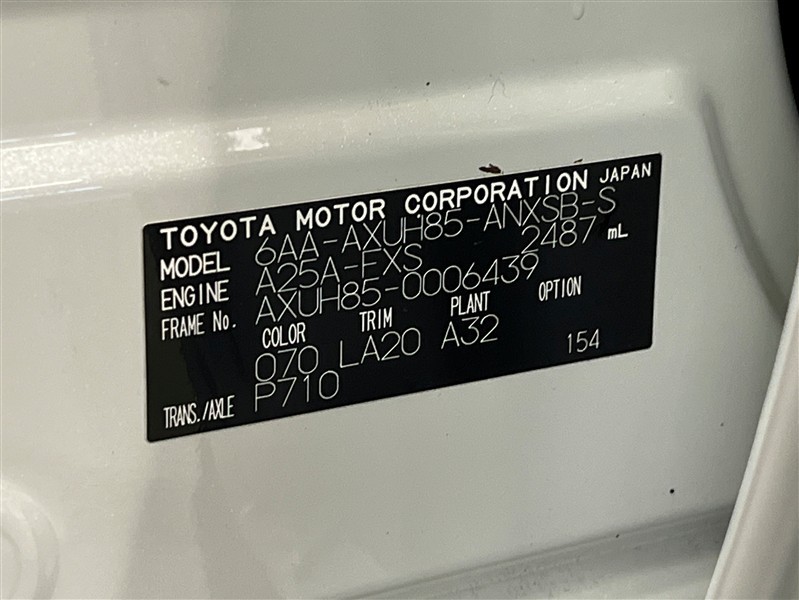 TOYOTA MOTOR CORPORATION JAPAN
MODEL 6AA-AXUH85-ANXSB-S
ENGINE A25A-FXS 2487 mL
FRAME No. AXUH85-0006439
COLOR TRIM PLANT OPTION
070 LA20 A32 154
TRANS./AXLE P710